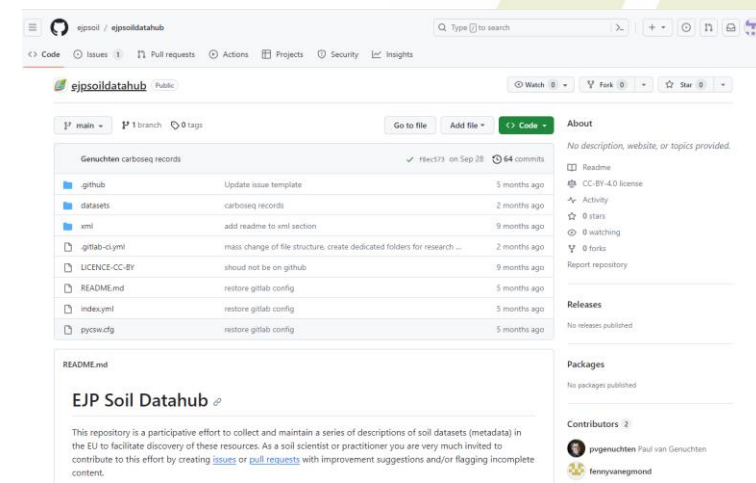 ejpsoil / ejpsoildatahub
Type / to search
Code Issues 1 Pull requests Actions Projects Security Insights
ejpsoildatahub Public
Watch 0 Fork 0 Star 0
main 1 branch 0 tags Go to file Add file Code
Genuchten carboseq records f8ec573 on Sep 28 64 commits
.github Update issue template 5 months ago
datasets carboseq records 2 months ago
xml add readme to xml section 9 months ago
.gitlab-ci.yml mass change of file structure, create dedicated folders for research ... 2 months ago
LICENCE-CC-BY shoud not be on github 9 months ago
README.md restore gitlab config 5 months ago
index.yml restore gitlab config 5 months ago
pycsw.cfg restore gitlab config 5 months ago
README.md
EJP Soil Datahub
This repository is a participative effort to collect and maintain a series of descriptions of soil datasets (metadata) in
the EU to facilitate discovery of these resources. As a soil scientist or practitioner you are very much invited to
contribute to this effort by creating issues or pull requests with improvement suggestions and/or flagging incomplete
content.
About
No description, website, or topics provided.
Readme
CC-BY-4.0 license
Activity
0 stars
0 watching
0 forks
Report repository
Releases
No releases published
Packages
No packages published
Contributors 2
pvgenuchten Paul van Genuchten
fennyvanegmond